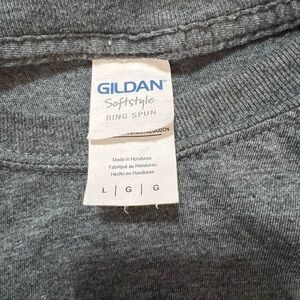 GILDAN®
Softstyle
RING SPUN
Made in Honduras
Fabriqué au Honduras
Hecho en Honduras
L | G | G